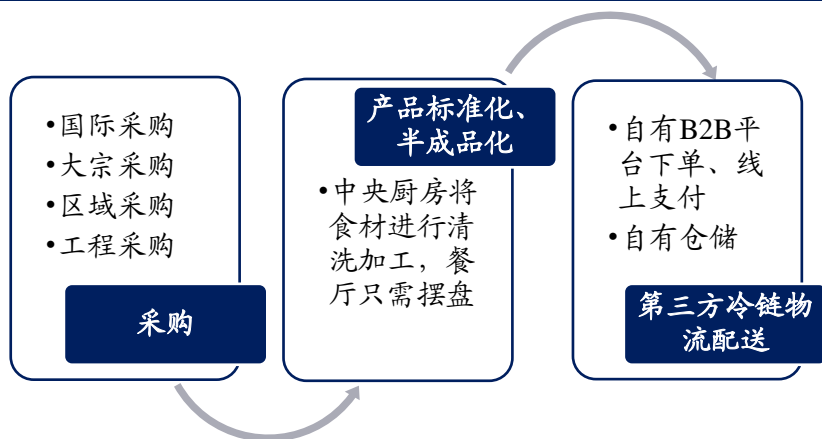 •国际采购
•大宗采购
•区域采购
•工程采购
采购
产品标准化、
半成品化
•中央厨房将
食材进行清
洗加工，餐
厅只需摆盘
•自有B2B平
台下单、线
上支付
•自有仓储
第三方冷链物
流配送